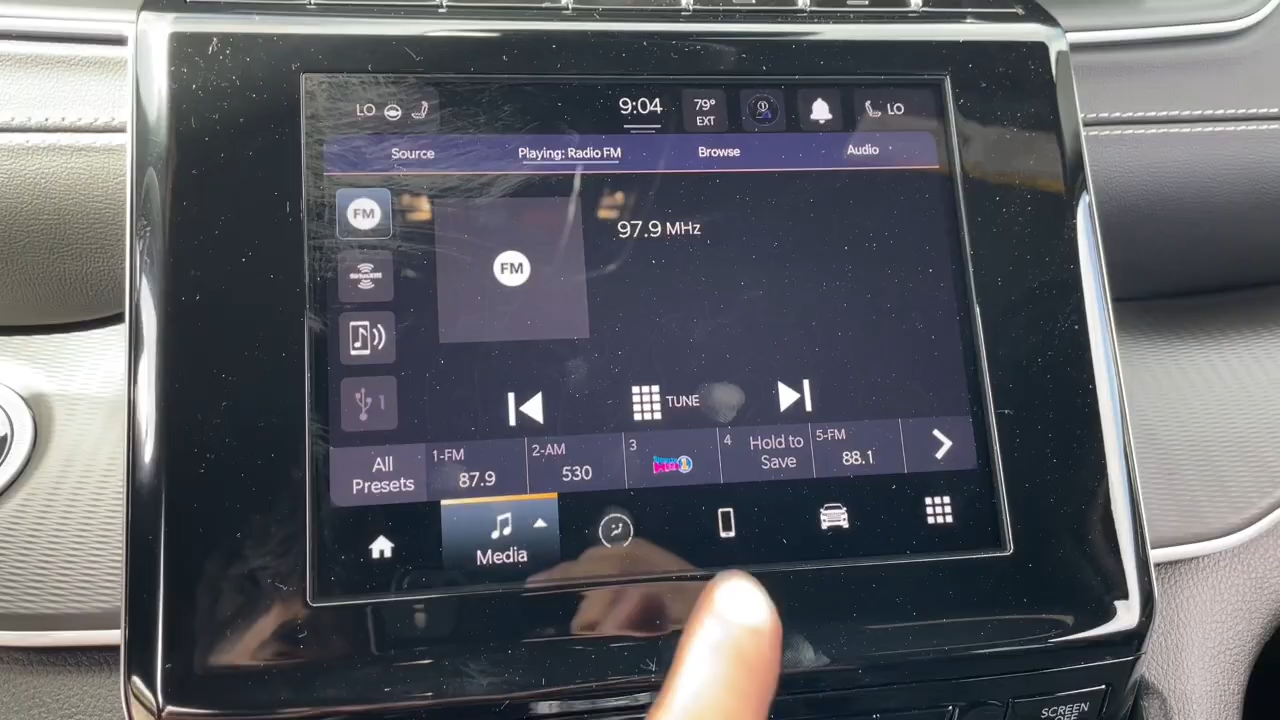 LO
9:04
79°
EXT
LO
Source
Playing: Radio FM
Browse
Audio
FM
SiriusXM
FM
97.9 MHz
1
TUNE
All
Presets
1-FM
87.9
2-AM
530
3
4
Hold to
Save
5-FM
88.1
Media
SCREEN
OFF